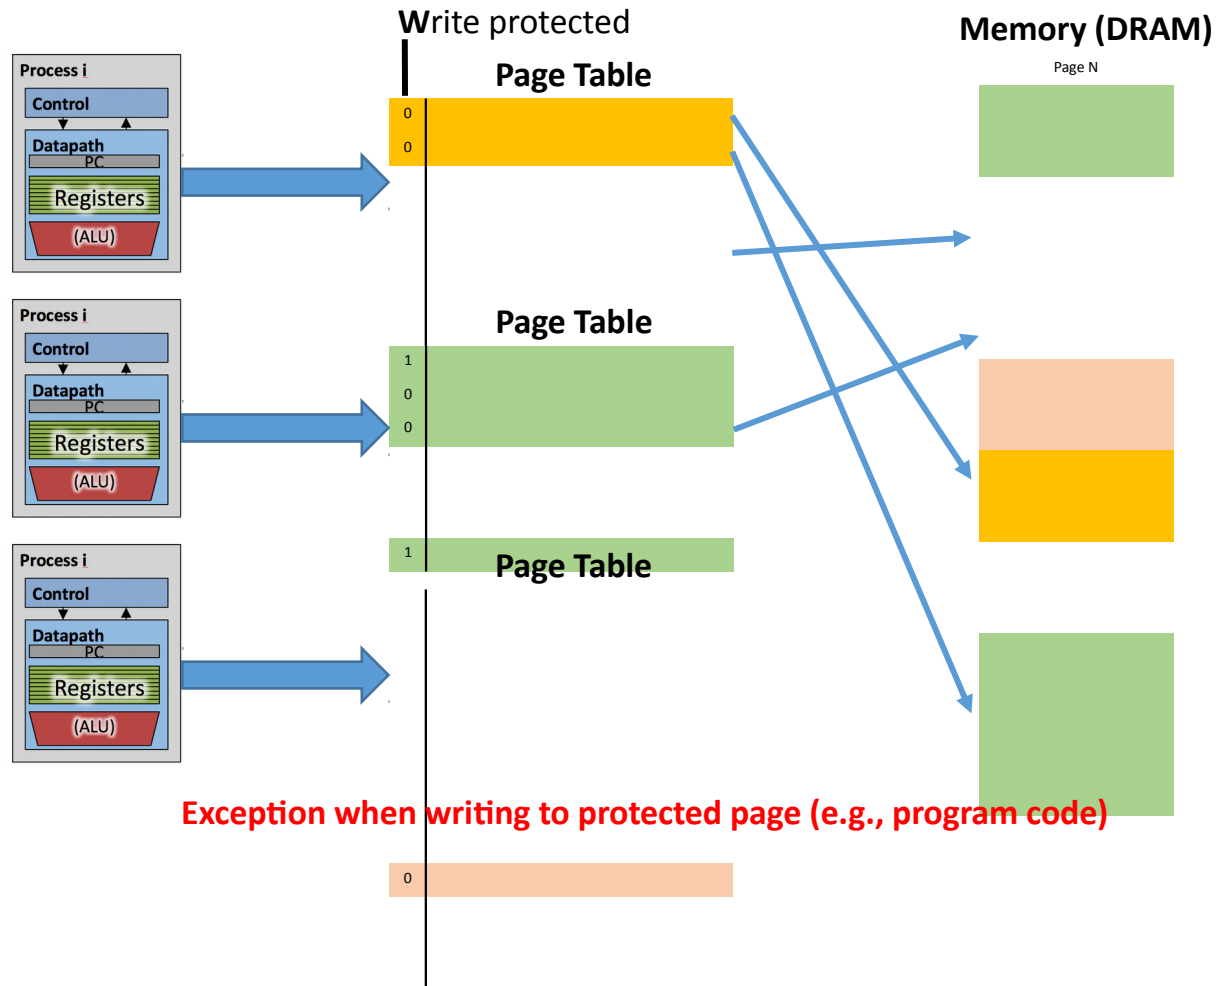 Write protected
Memory (DRAM)
Page N
Process i
Control
Datapath
PC
Registers
(ALU)
Page Table
0
0
Process i
Control
Datapath
PC
Registers
(ALU)
Page Table
1
0
0
1
Process i
Control
Datapath
PC
Registers
(ALU)
Page Table
Exception when writing to protected page (e.g., program code)
0